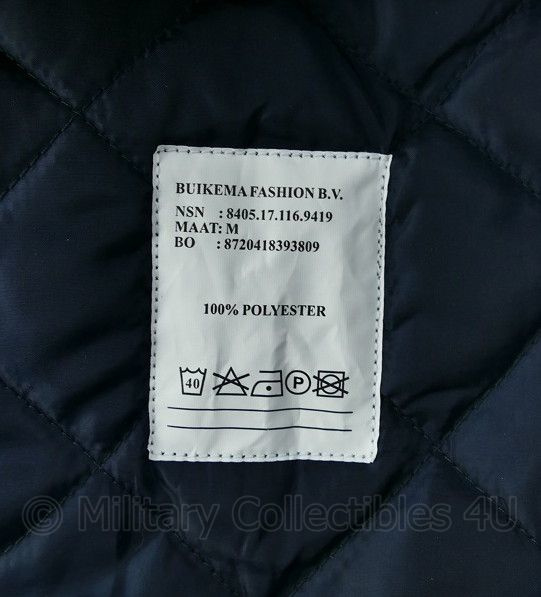 BUIKEMA FASHION B.V.
NSN : 8405.17.116.9419
MAAT: M
BO : 8720418393809
100% POLYESTER
40 P
© Military Collectibles 4U